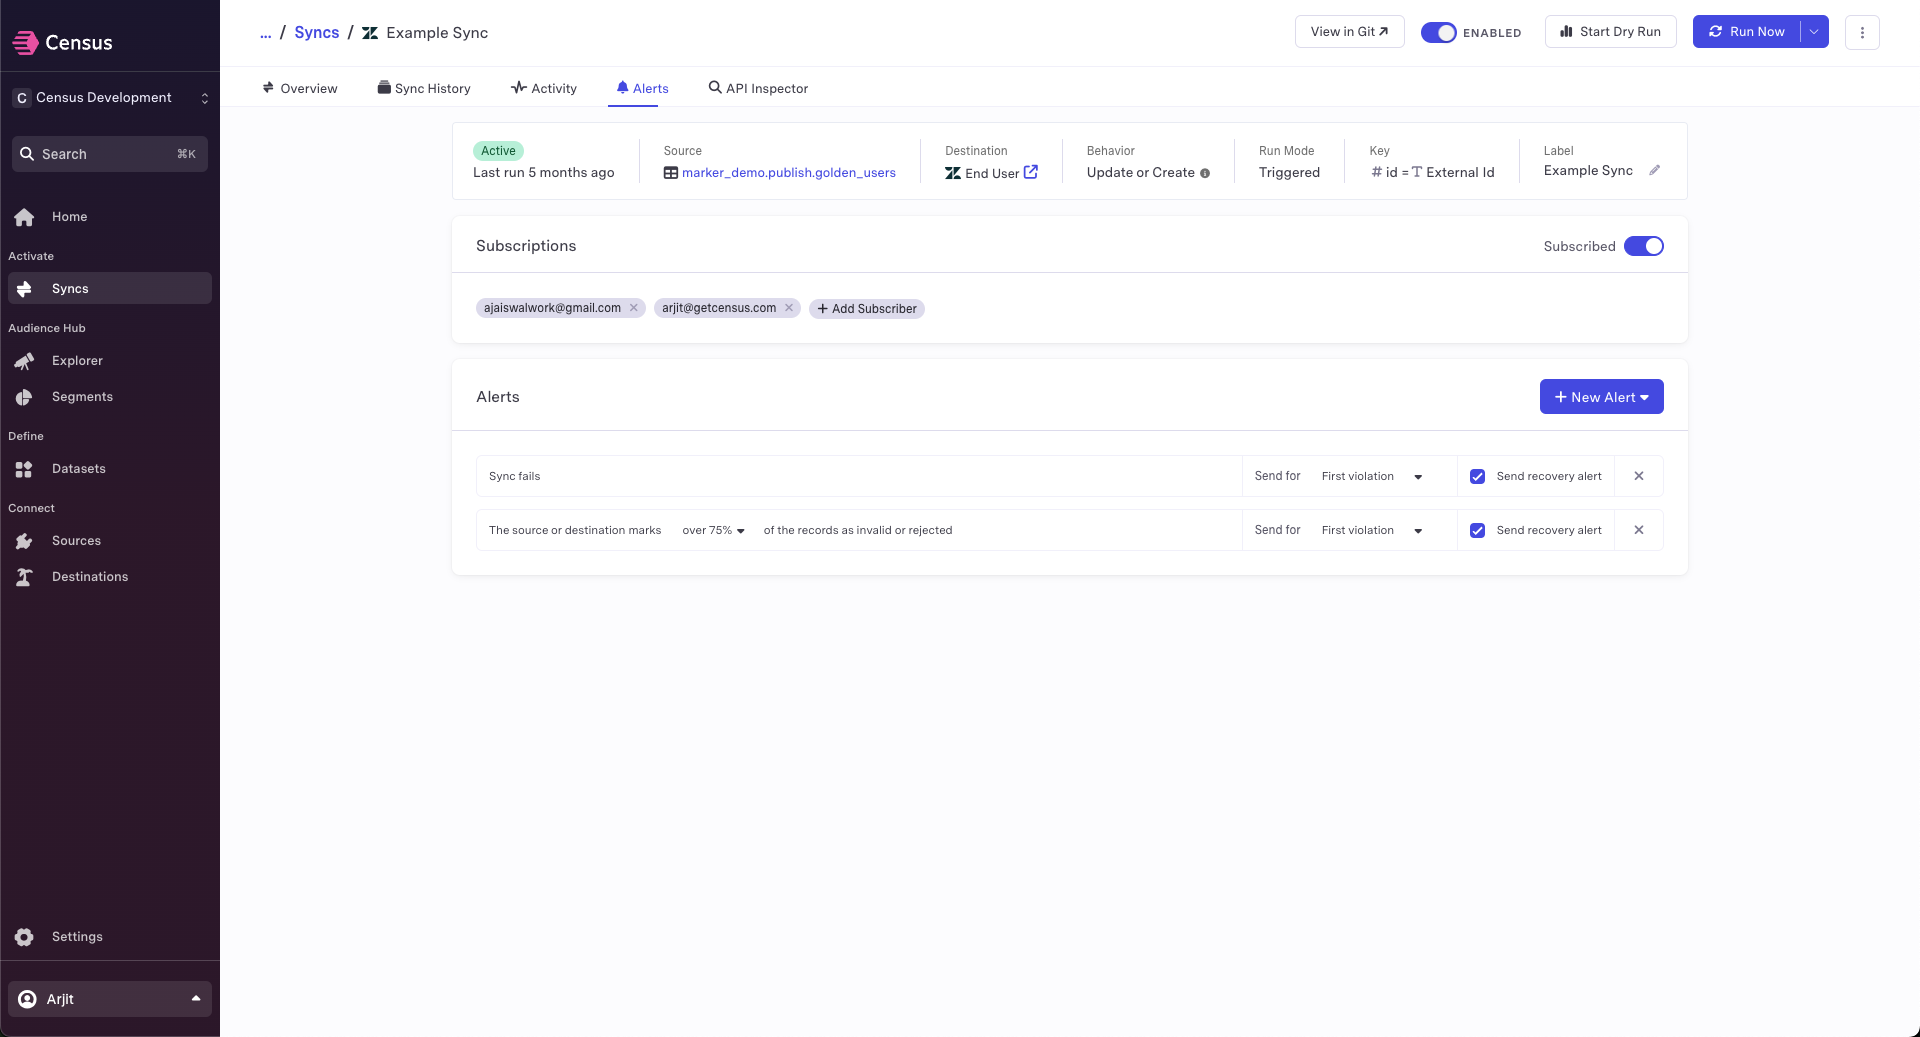 Census
C Census Development
Search ⌘K
Home
Activate
Syncs
Audience Hub
Explorer
Segments
Define
Datasets
Connect
Sources
Destinations
Settings
Arjit
... / Syncs / Example Sync
View in Git
ENABLED
Start Dry Run
Run Now
Overview
Sync History
Activity
Alerts
API Inspector
Active
Last run 5 months ago
Source
marker_demo.publish.golden_users
Destination
End User
Behavior
Update or Create
Run Mode
Triggered
Key
# id = T External Id
Label
Example Sync
Subscriptions
Subscribed
ajaiswalwork@gmail.com ×
arjit@getcensus.com ×
+ Add Subscriber
Alerts
+ New Alert
Sync fails
Send for First violation
Send recovery alert ×
The source or destination marks over 75% of the records as invalid or rejected
Send for First violation
Send recovery alert ×